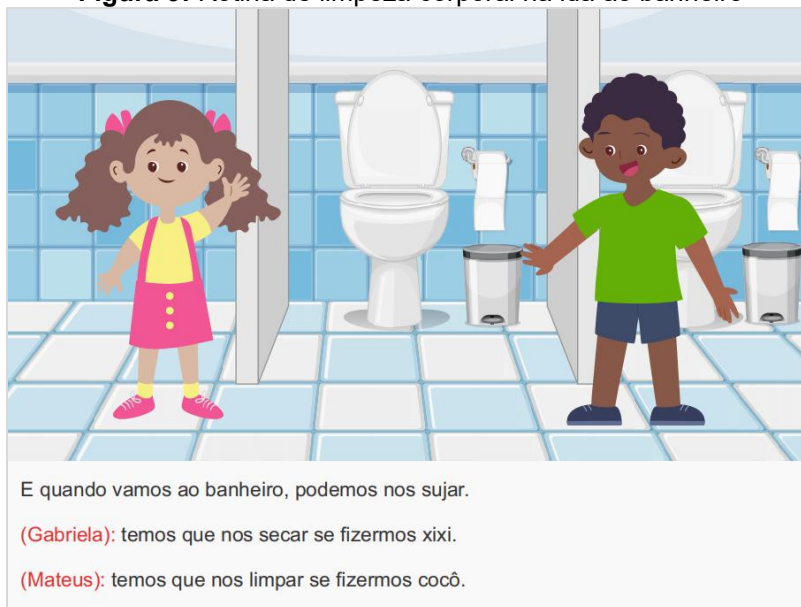 E quando vamos ao banheiro, podemos nos sujar.
(Gabriela): temos que nos secar se fizermos xixi.
(Mateus): temos que nos limpar se fizermos cocô.